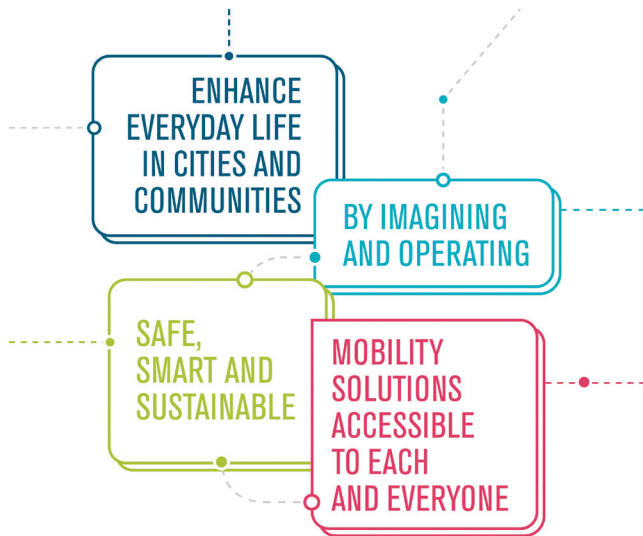 ENHANCE
EVERYDAY LIFE
IN CITIES AND
COMMUNITIES
BY IMAGINING
AND OPERATING
SAFE,
SMART AND
SUSTAINABLE
MOBILITY
SOLUTIONS
ACCESSIBLE
TO EACH
AND EVERYONE